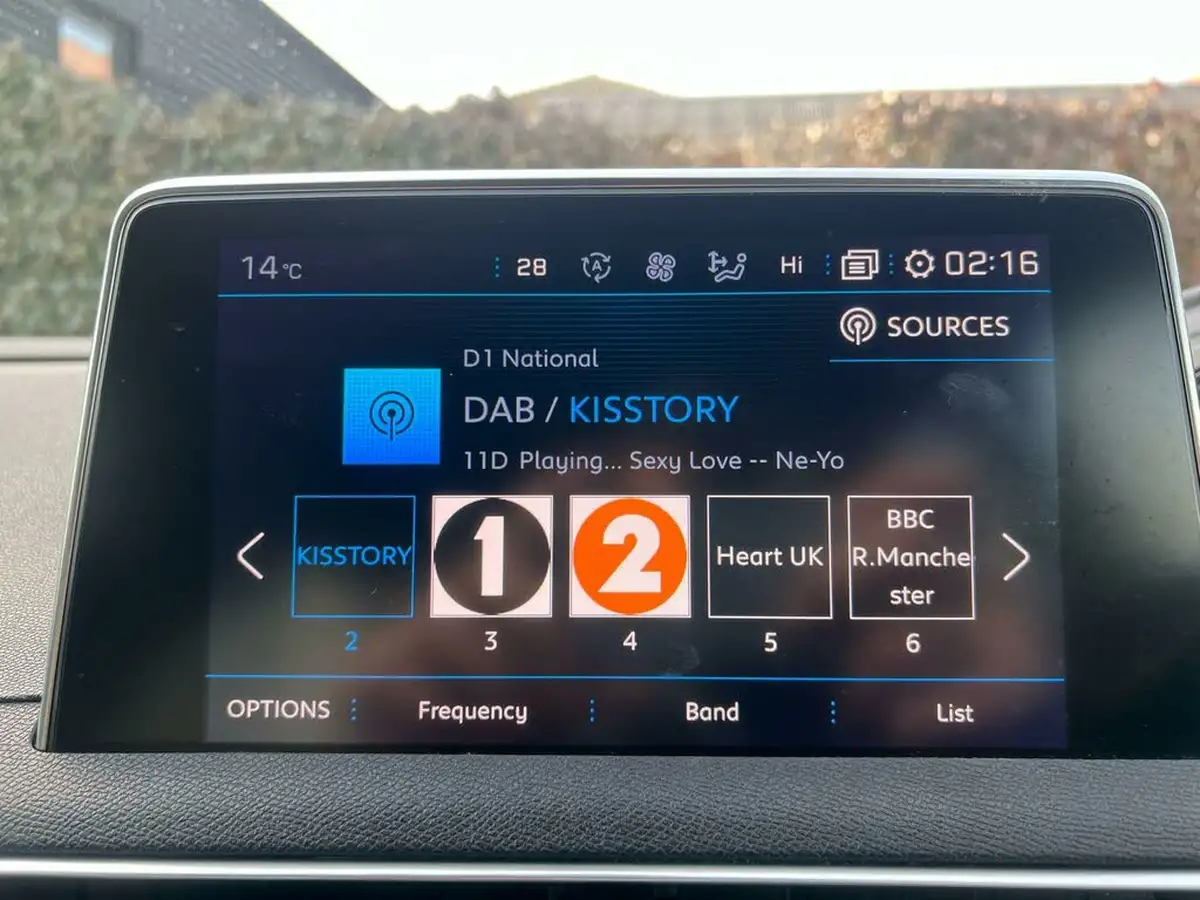 14°C 28 A Hi 02:16
SOURCES
D1 National
DAB / KISSTORY
11D Playing... Sexy Love -- Ne-Yo
KISSTORY
1
2
Heart UK
BBC
R.Manche
ster
2 3 4 5 6
OPTIONS Frequency Band List